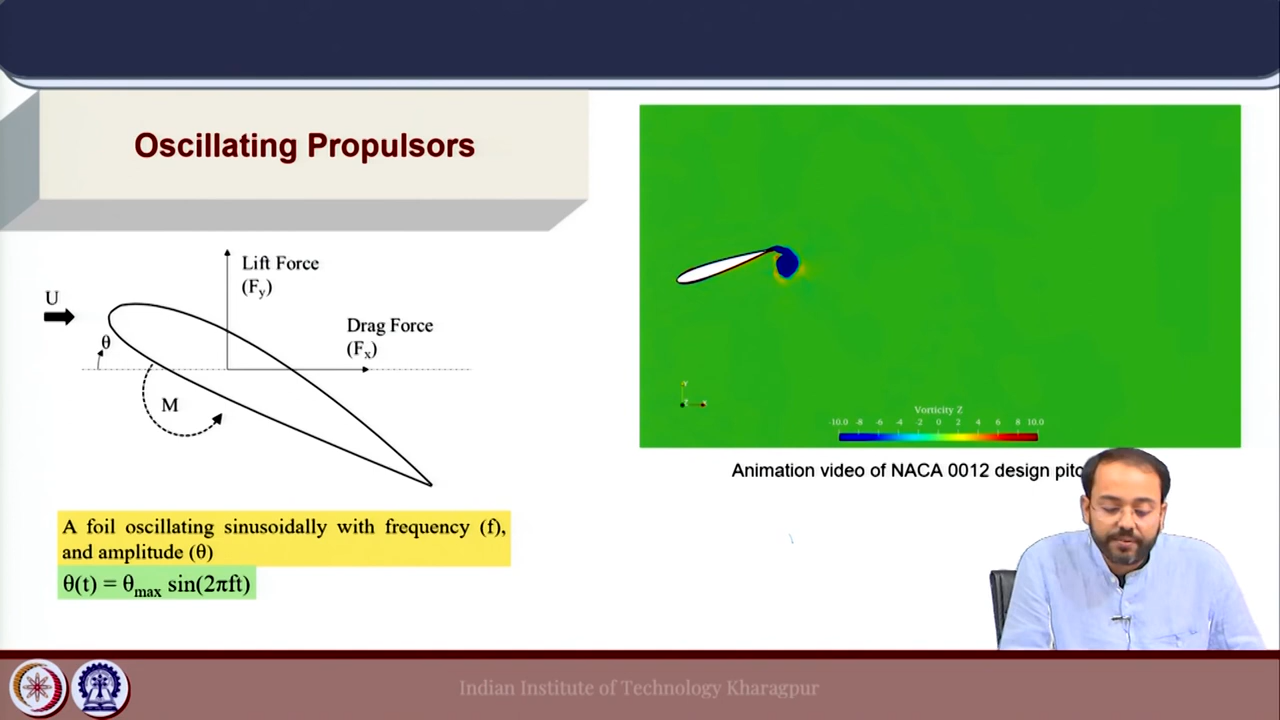 Oscillating Propulsors
Lift Force
(Fy)
U
Drag Force
(Fx)
θ
M
A foil oscillating sinusoidally with frequency (f),
and amplitude (θ)
θ(t) = θmax sin(2πft)
Y
Z X
Vorticity Z
-10.0 -8 -6 -4 -2 0 2 4 6 8 10.0
Animation video of NACA 0012 design
Indian Institute of Technology Kharagpur